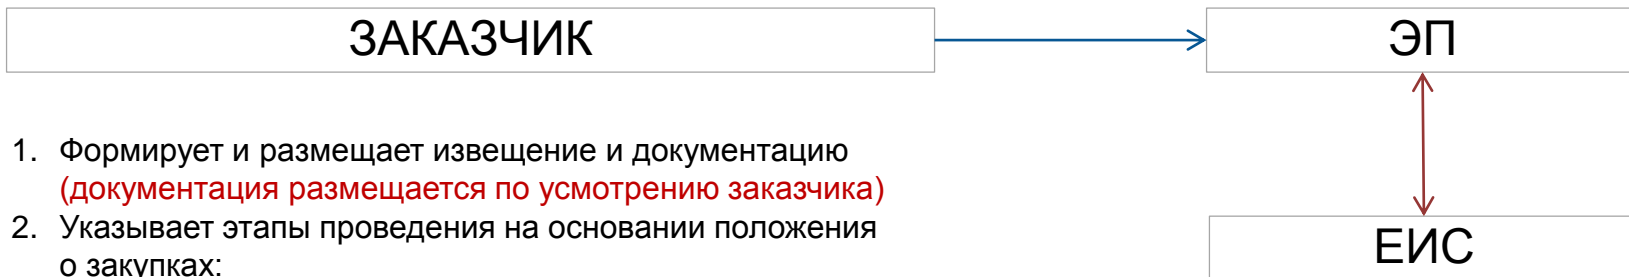 ЗАКАЗЧИК
ЭП
1. Формирует и размещает извещение и документацию
(документация размещается по усмотрению заказчика)
2. Указывает этапы проведения на основании положения
о закупках:
ЕИС